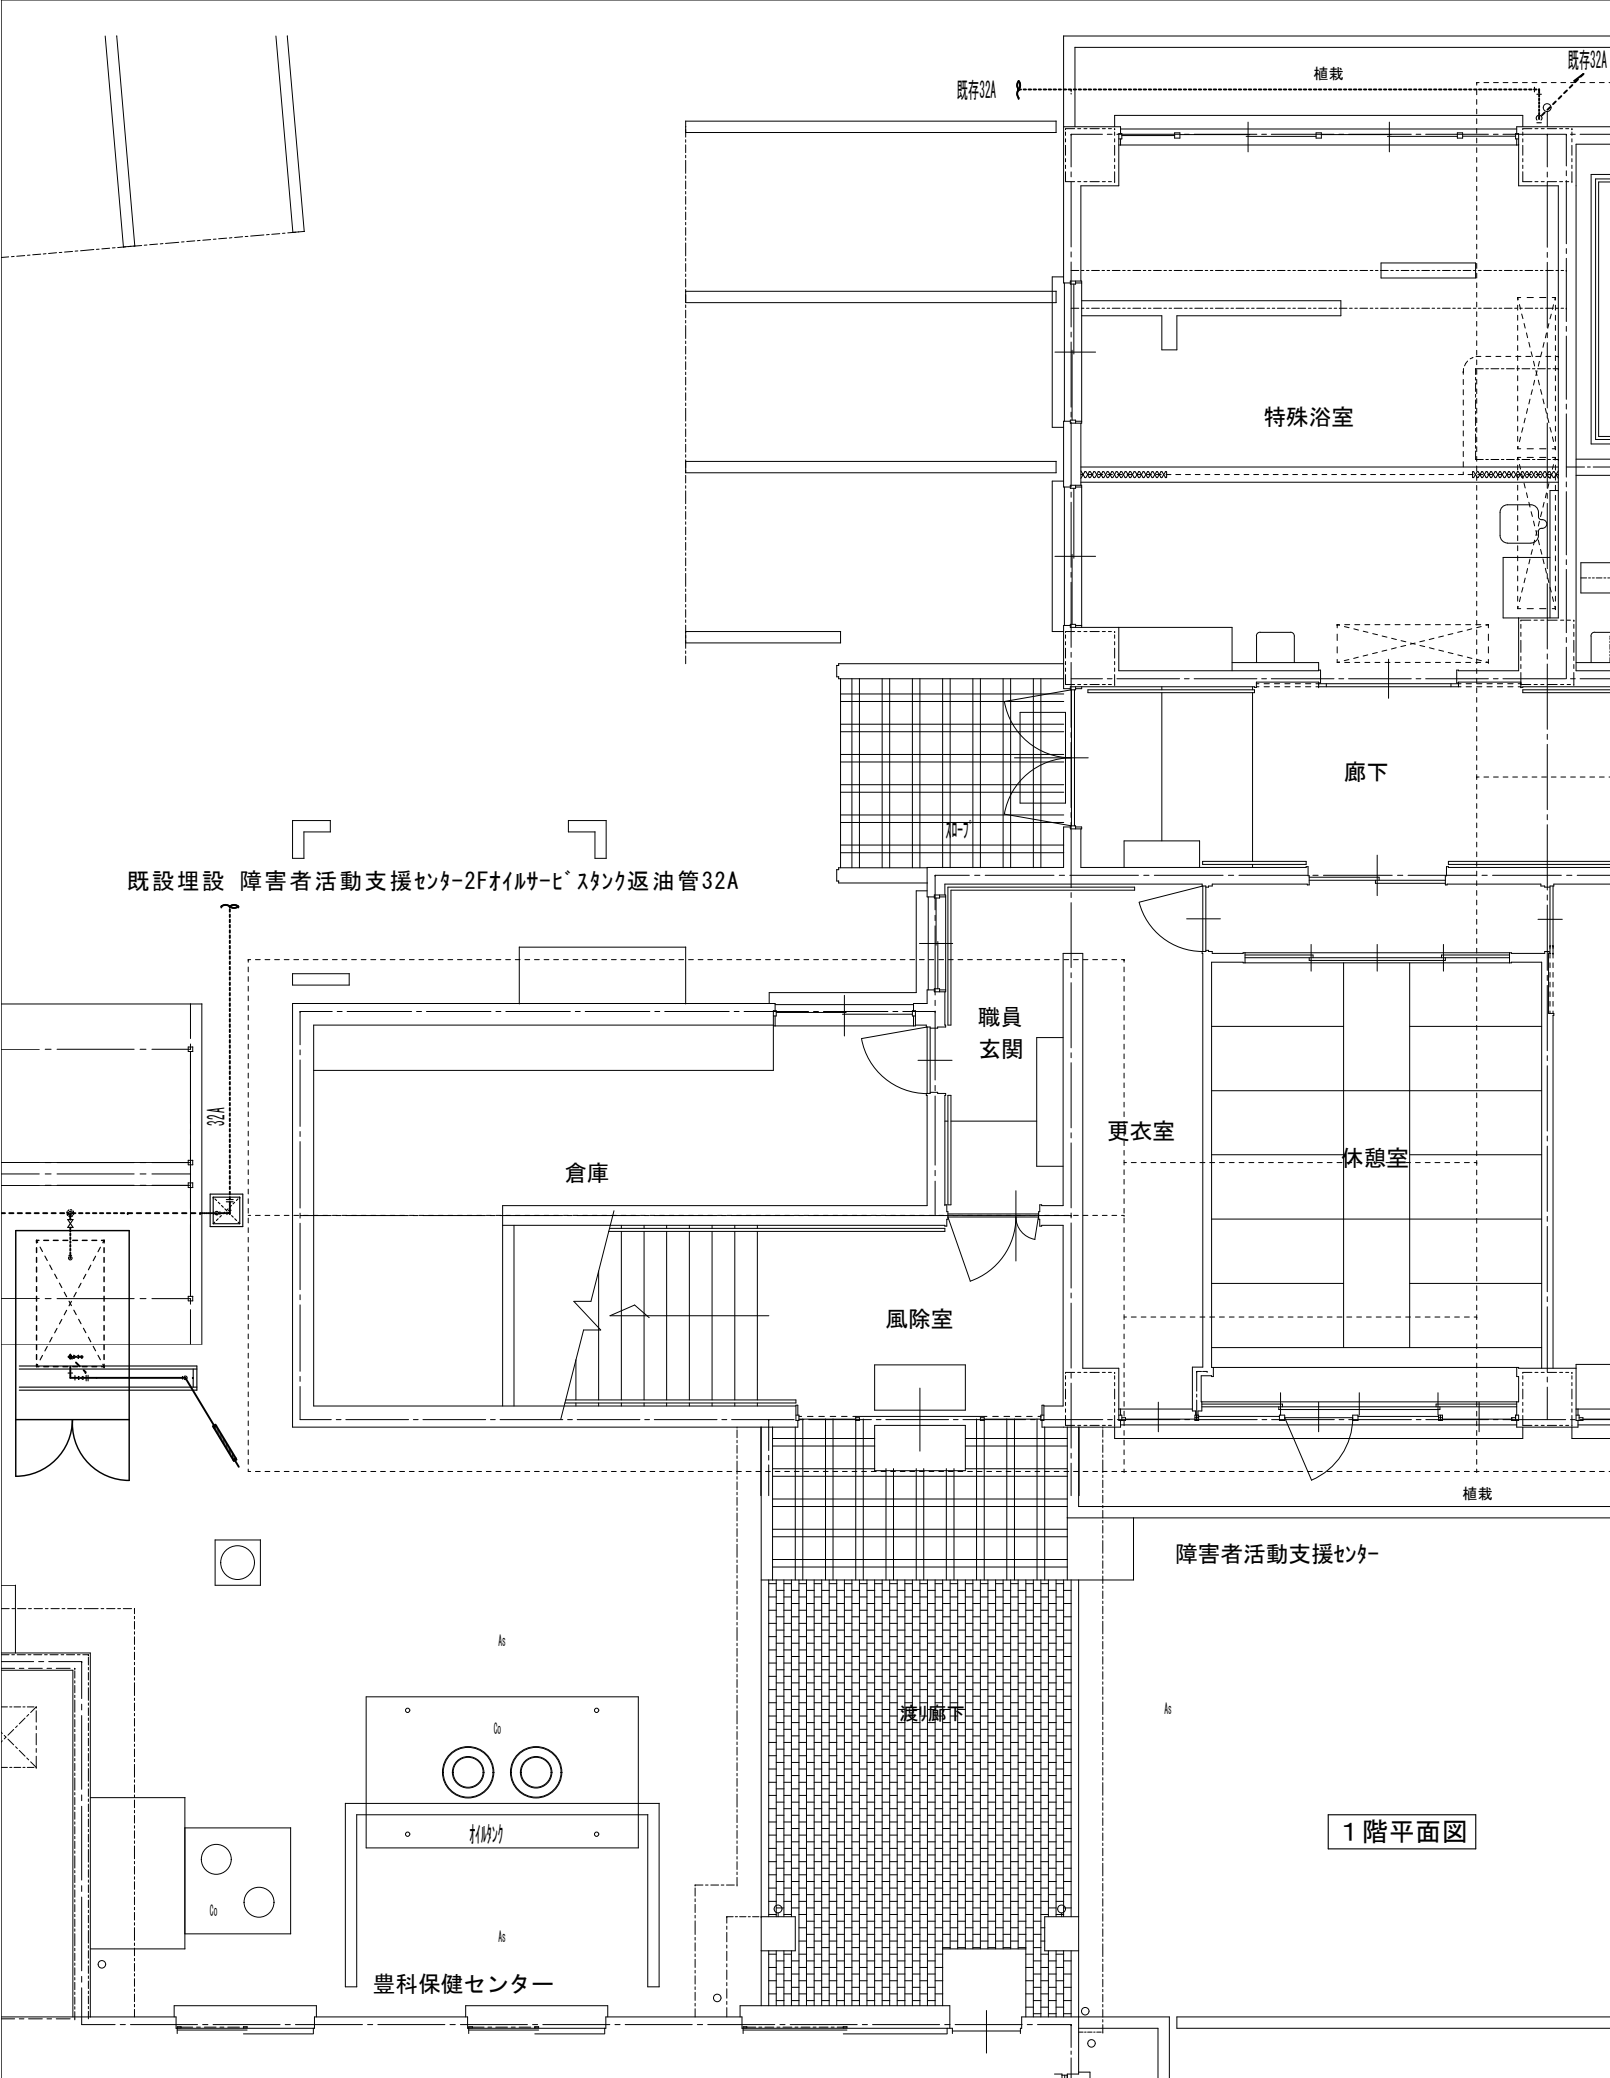 植栽
既存32A
既存32A
特殊浴室
廊下
スロープ
既設埋設 障害者活動支援センター2Fオイルサービスタンク返油管32A
職員
玄関
32A
更衣室
休憩室
倉庫
風除室
植栽
障害者活動支援センター
As
渡り廊下
As
Co
オイルタンク
1階平面図
Co
As
豊科保健センター